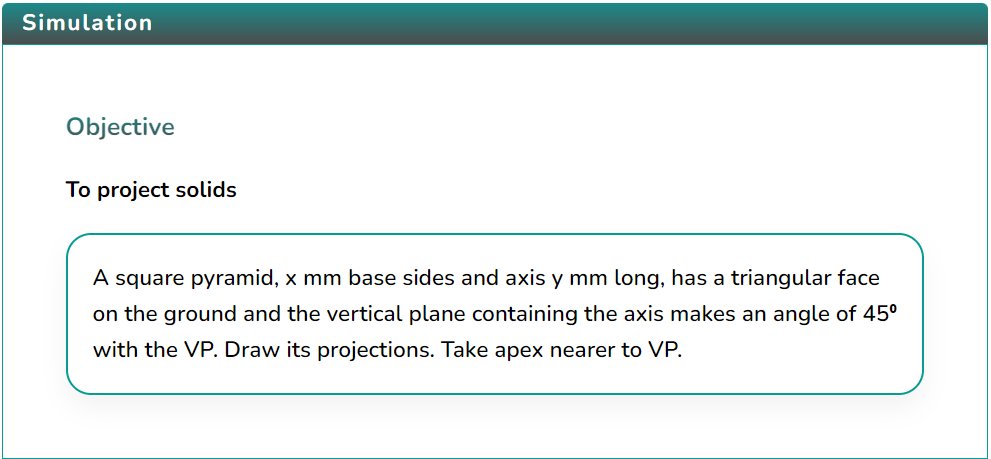 Simulation
Objective
To project solids
A square pyramid, x mm base sides and axis y mm long, has a triangular face
on the ground and the vertical plane containing the axis makes an angle of 45⁰
with the VP. Draw its projections. Take apex nearer to VP.